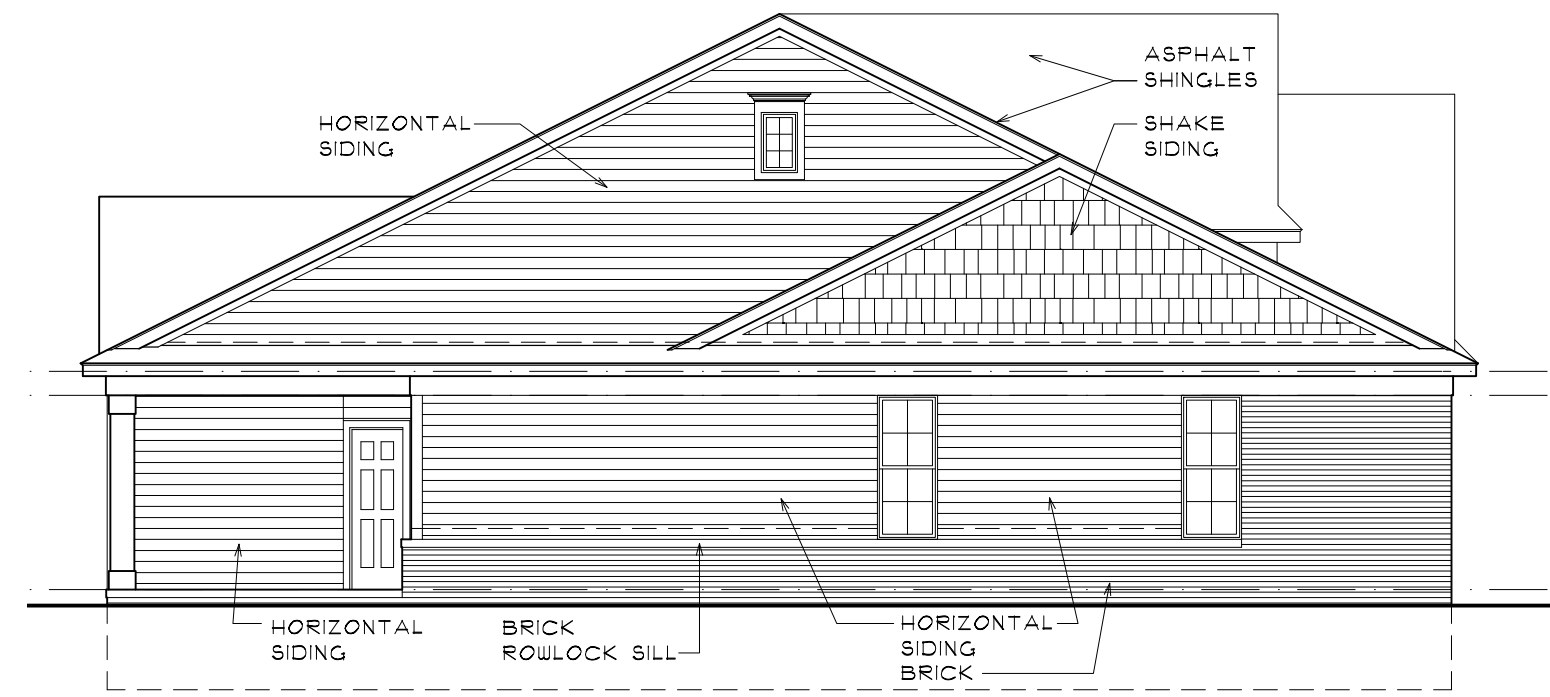 ASPHALT
SHINGLES
HORIZONTAL
SIDING
SHAKE
SIDING
HORIZONTAL
SIDING
BRICK
ROWLOCK SILL
HORIZONTAL
SIDING
BRICK